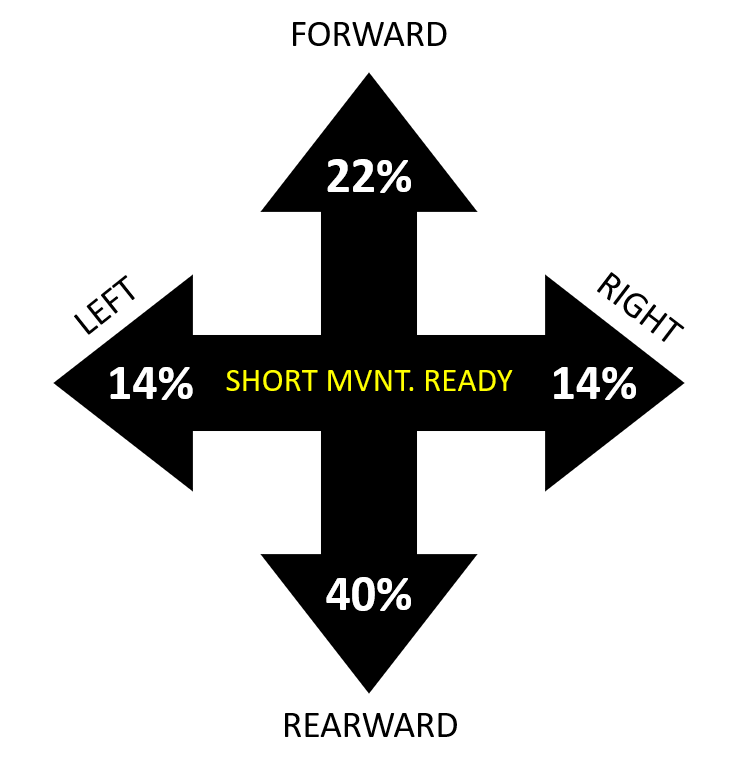 FORWARD
22%
LEFT
RIGHT
14%
SHORT MVNT. READY
14%
40%
REARWARD